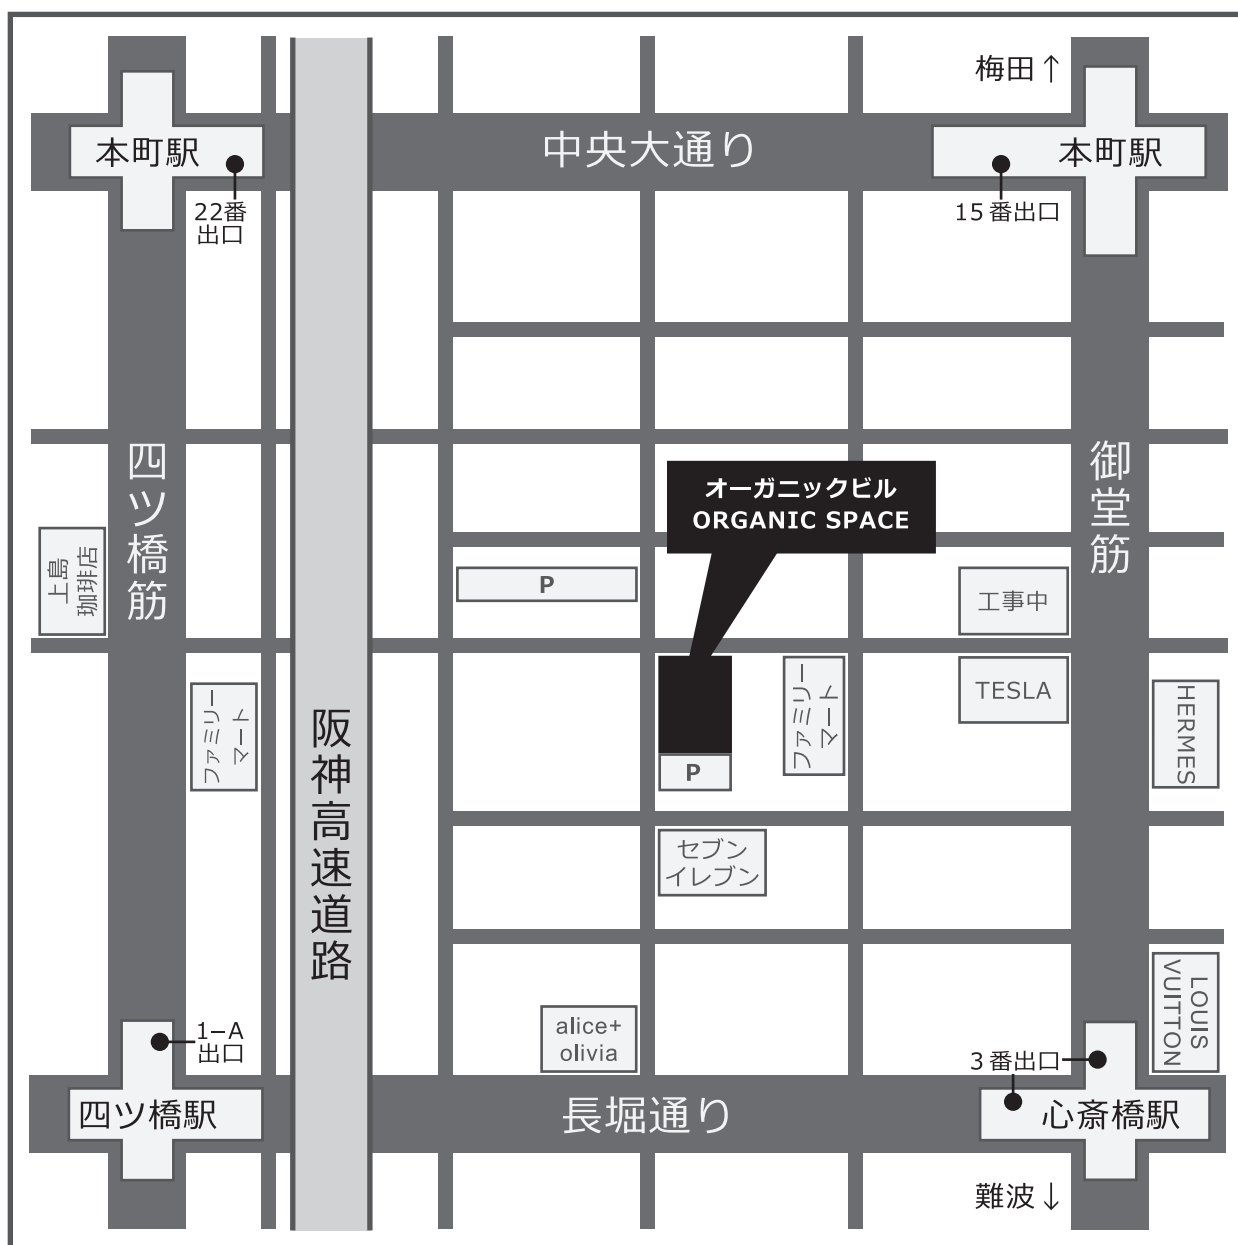 梅田↑
本町駅
中央大通り
本町駅
22番
出口
15番出口
四ツ橋筋
御堂筋
オーガニックビル
ORGANIC SPACE
上島
珈琲店
P
工事中
ファミリー
マート
阪神高速道路
P
ファミリー
マート
TESLA
HERMES
セブン
イレブン
LOUIS
VUITTON
alice+
olivia
1-A
出口
3番出口
四ツ橋駅
長堀通り
心斎橋駅
難波↓